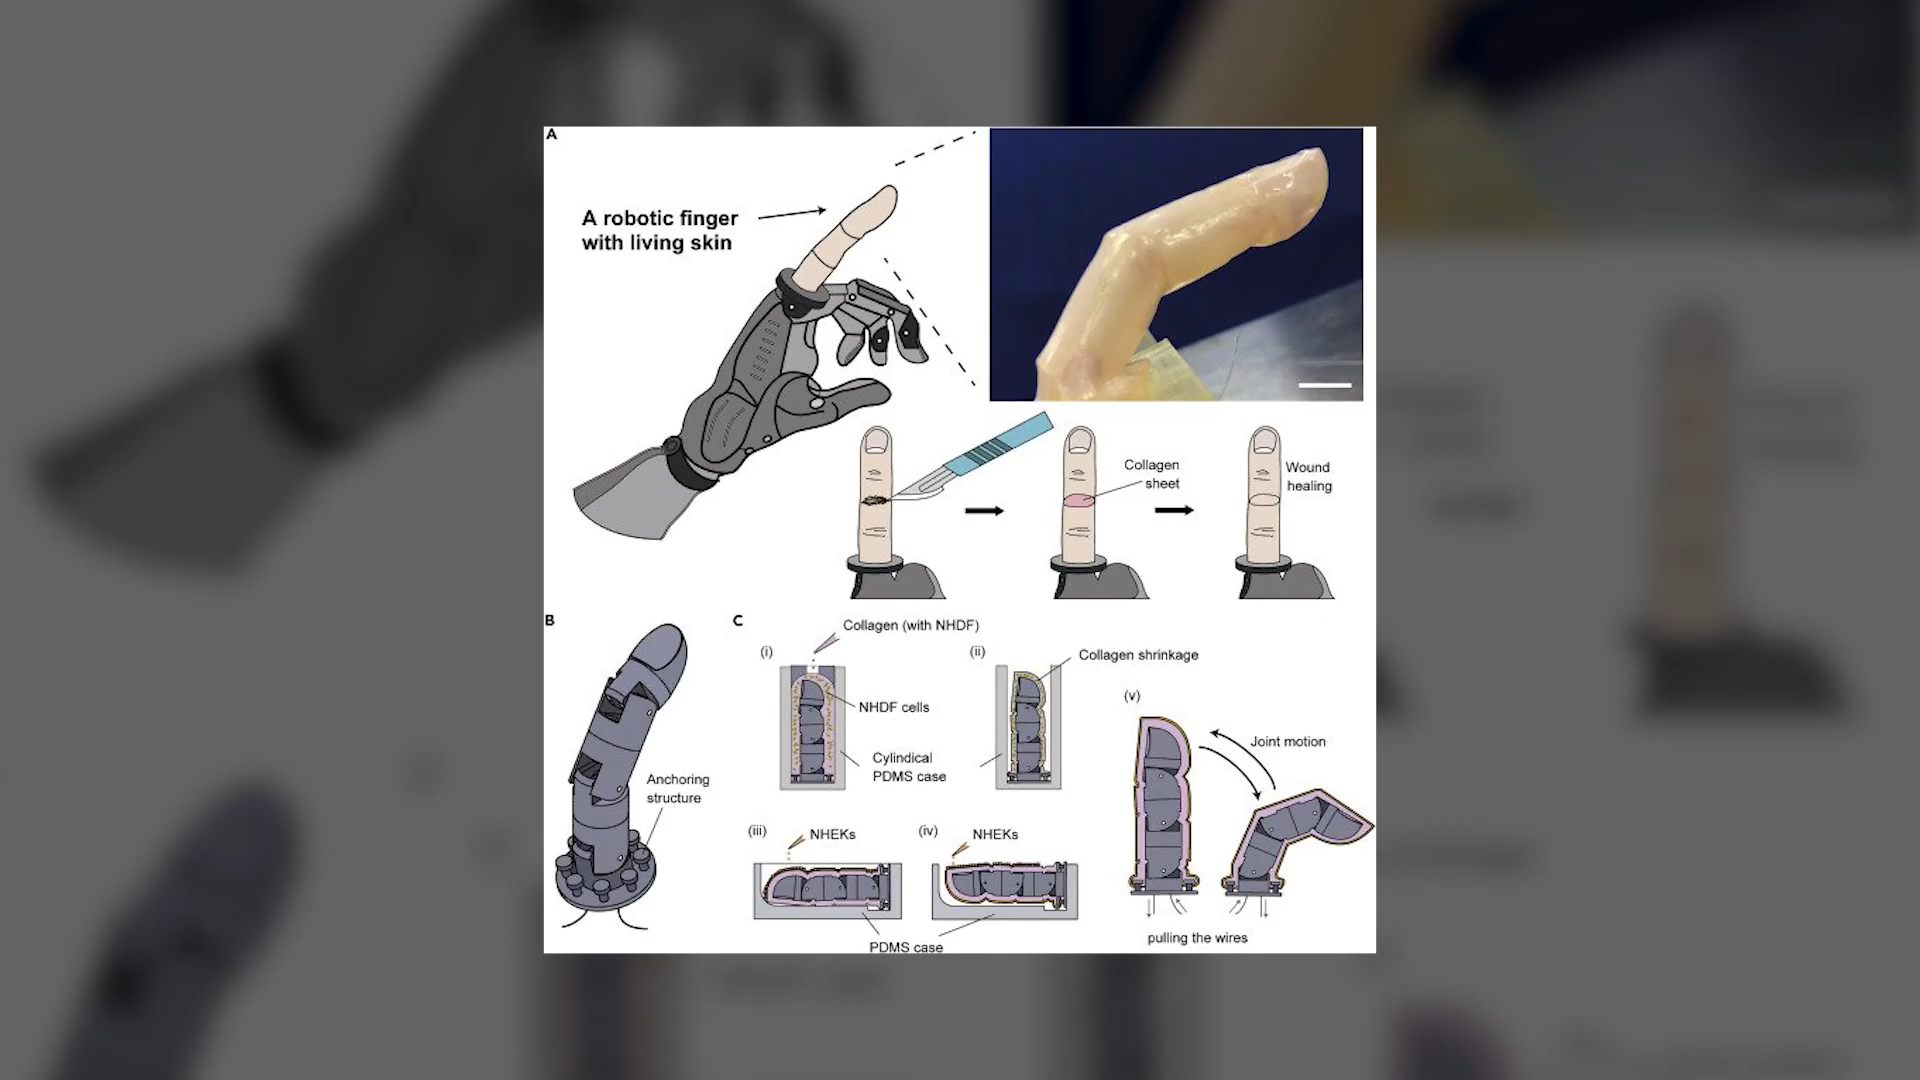 A
A robotic finger
with living skin
Collagen
sheet
Wound
healing
B
Anchoring
structure
C
Collagen (with NHDF)
(i)
NHDF cells
Cylindrical
PDMS case
(ii)
Collagen shrinkage
(iii)
NHEKs
(iv)
NHEKs
PDMS case
(v)
Joint motion
pulling the wires